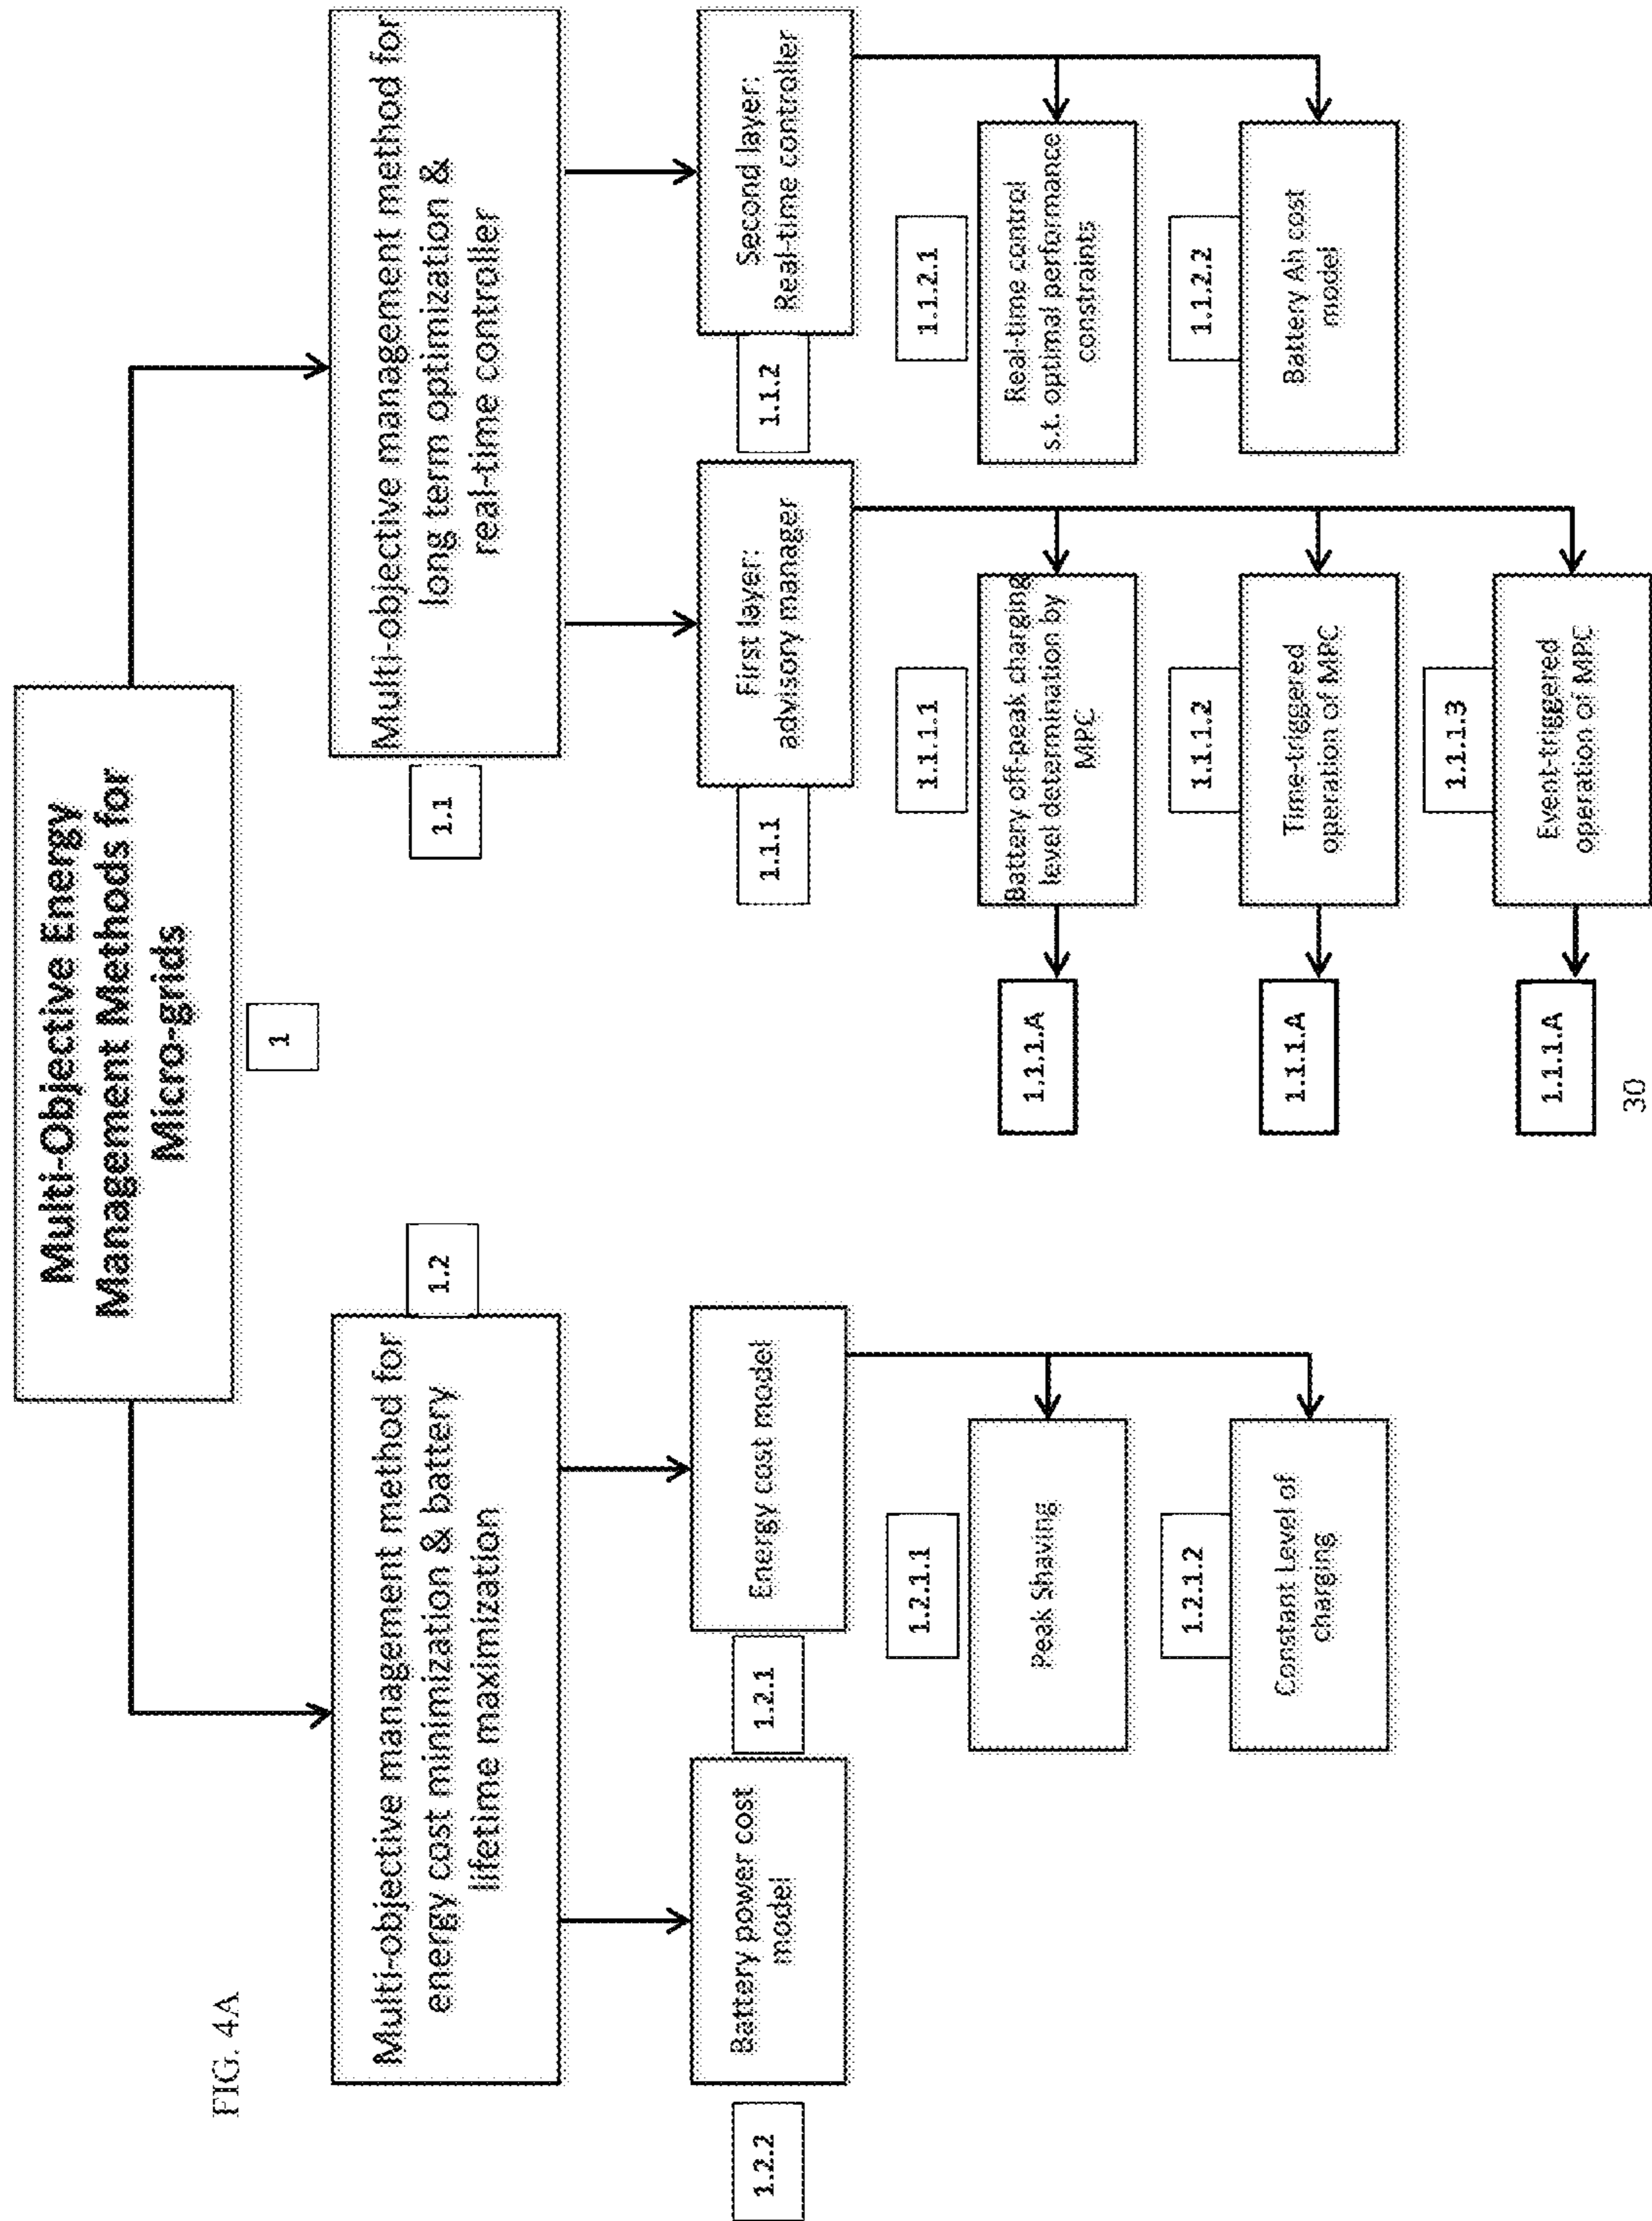 FIG. 4A
Multi-Objective Energy
Management Methods for
Micro-grids
1
Multi-objective management method for
energy cost minimization & battery
lifetime maximization
1.2
Multi-objective management method for
long term optimization &
real-time controller
1.1
1.2.2
Battery power cost
model
1.2.1
Energy cost model
1.2.1.1
Peak Shaving
1.2.1.2
Constant Level of
charging
1.1.1
First layer:
advisory manager
1.1.2
Second layer:
Real-time controller
1.1.1.1
Battery off-peak charging
level determination by
MPC
1.1.1.A
1.1.1.2
Time-triggered
operation of MPC
1.1.1.A
1.1.1.3
Event-triggered
operation of MPC
1.1.1.A
1.1.2.1
Real-time control
s.t. optimal performance
constraints
1.1.2.2
Battery Ah cost
model
30